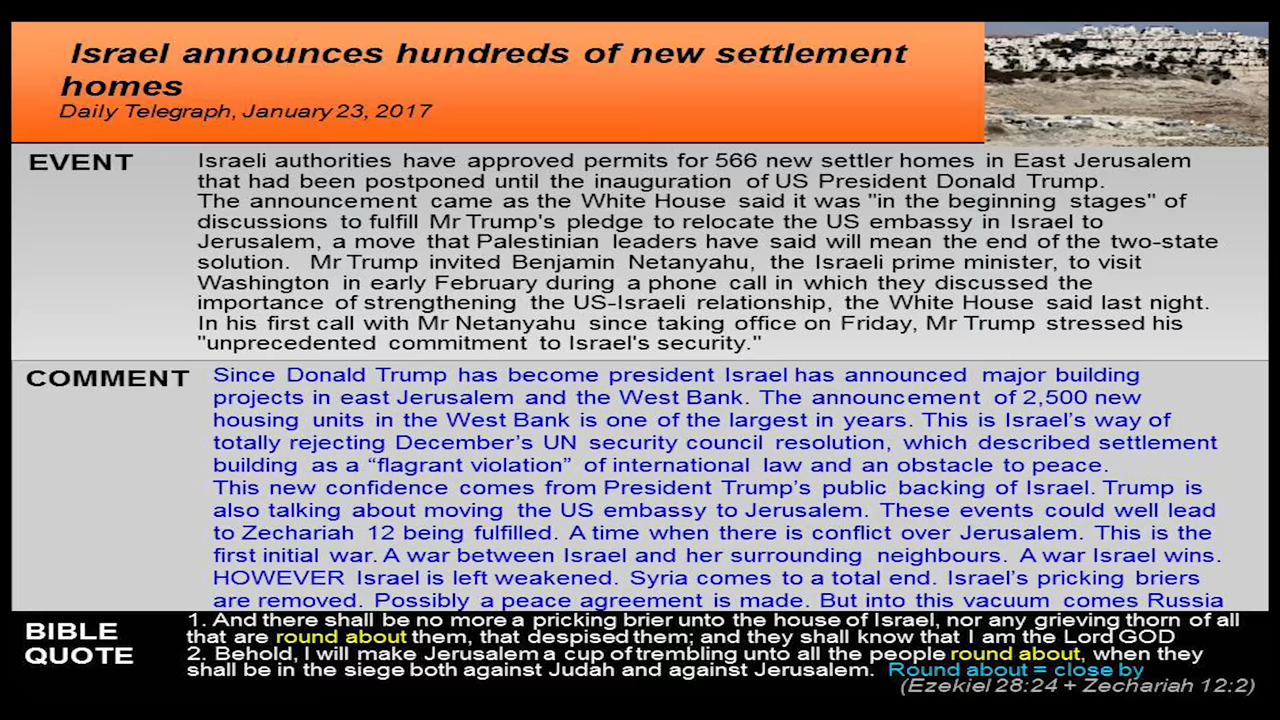 Israel announces hundreds of new settlement
homes
Daily Telegraph, January 23, 2017
EVENT
Israeli authorities have approved permits for 566 new settler homes in East Jerusalem
that had been postponed until the inauguration of US President Donald Trump.
The announcement came as the White House said it was "in the beginning stages" of
discussions to fulfill Mr Trump's pledge to relocate the US embassy in Israel to
Jerusalem, a move that Palestinian leaders have said will mean the end of the two-state
solution. Mr Trump invited Benjamin Netanyahu, the Israeli prime minister, to visit
Washington in early February during a phone call in which they discussed the
importance of strengthening the US-Israeli relationship, the White House said last night.
In his first call with Mr Netanyahu since taking office on Friday, Mr Trump stressed his
"unprecedented commitment to Israel's security."
COMMENT
Since Donald Trump has become president Israel has announced major building
projects in east Jerusalem and the West Bank. The announcement of 2,500 new
housing units in the West Bank is one of the largest in years. This is Israel's way of
totally rejecting December's UN security council resolution, which described settlement
building as a “flagrant violation” of international law and an obstacle to peace.
This new confidence comes from President Trump's public backing of Israel. Trump is
also talking about moving the US embassy to Jerusalem. These events could well lead
to Zechariah 12 being fulfilled. A time when there is conflict over Jerusalem. This is the
first initial war. A war between Israel and her surrounding neighbours. A war Israel wins.
HOWEVER Israel is left weakened. Syria comes to a total end. Israel's pricking briers
are removed. Possibly a peace agreement is made. But into this vacuum comes Russia
BIBLE
QUOTE
1. And there shall be no more a pricking brier unto the house of Israel, nor any grieving thorn of all
that are round about them, that despised them; and they shall know that I am the Lord GOD
2. Behold, I will make Jerusalem a cup of trembling unto all the people round about, when they
shall be in the siege both against Judah and against Jerusalem. Round about = close by
(Ezekiel 28:24 + Zechariah 12:2)